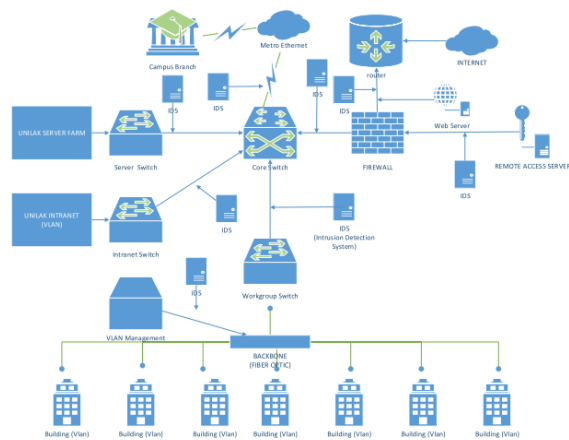 Metro Ethernet
Campus Branch
INTERNET
router
IDS
IDS
IDS
IDS
Web Server
UNILAK SERVER FARM
Server Switch
Core Switch
FIREWALL
REMOTE ACCESS SERVER
IDS
UNILAK INTRANET
(VLAN)
Intranet Switch
IDS
IDS
(Intrusion Detection
System)
IDS
Workgroup Switch
VLAN Management
BACKBONE
(FIBER OPTIC)
Building (Vlan)
Building (Vlan)
Building (Vlan)
Building (Vlan)
Building (Vlan)
Building (Vlan)
Building (Vlan)